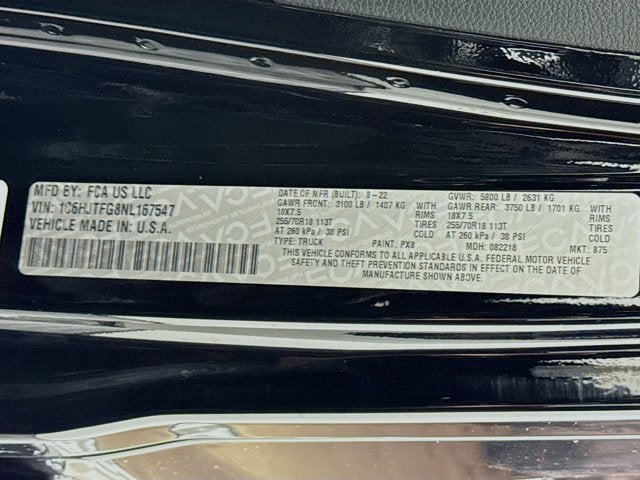 MFD BY: FCA US LLC
VIN: 1C6HJTFG8NL167547
VEHICLE MADE IN: U.S.A.
DATE OF N.FR (BUILT): 8-22 GVWR: 5800 LB / 2631 KG
GAWR FRONT: 3100 LB / 1407 KG WITH GAWR REAR: 3750 LB / 1701 KG WITH
18X7.5 RIMS 18X7.5 RIMS
255/70R18 113T TIRES 255/70R18 113T TIRES
AT 260 kPa / 38 PSI COLD AT 260 kPa / 38 PSI COLD
TYPE: TRUCK PAINT: PX8 MDH: 082218 MKT: 875
THIS VEHICLE CONFORMS TO ALL APPLICABLE U.S.A. FEDERAL MOTOR VEHICLE
SAFETY AND THEFT PREVENTION STANDARDS IN EFFECT ON THE DATE OF
MANUFACTURE SHOWN ABOVE.